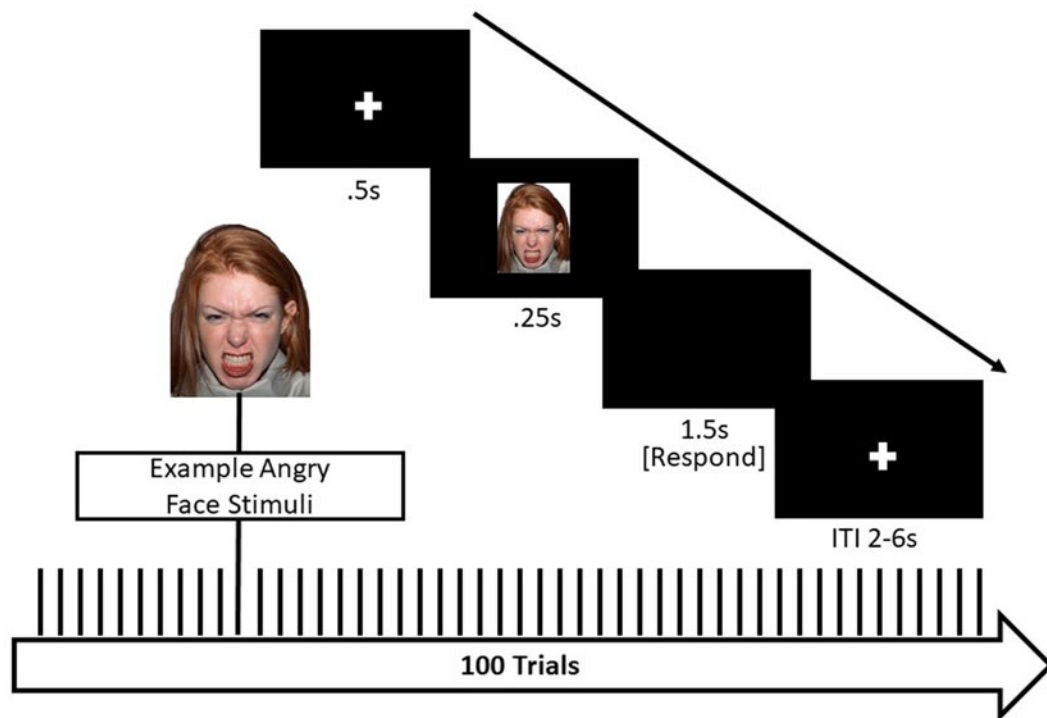 .5s
.25s
1.5s
[Respond]
ITI 2-6s
Example Angry
Face Stimuli
100 Trials